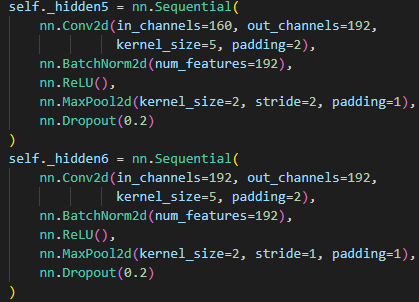 self._hidden5 = nn.Sequential(
    nn.Conv2d(in_channels=160, out_channels=192,
              kernel_size=5, padding=2),
    nn.BatchNorm2d(num_features=192),
    nn.ReLU(),
    nn.MaxPool2d(kernel_size=2, stride=2, padding=1),
    nn.Dropout(0.2)
)
self._hidden6 = nn.Sequential(
    nn.Conv2d(in_channels=192, out_channels=192,
              kernel_size=5, padding=2),
    nn.BatchNorm2d(num_features=192),
    nn.ReLU(),
    nn.MaxPool2d(kernel_size=2, stride=1, padding=1),
    nn.Dropout(0.2)
)